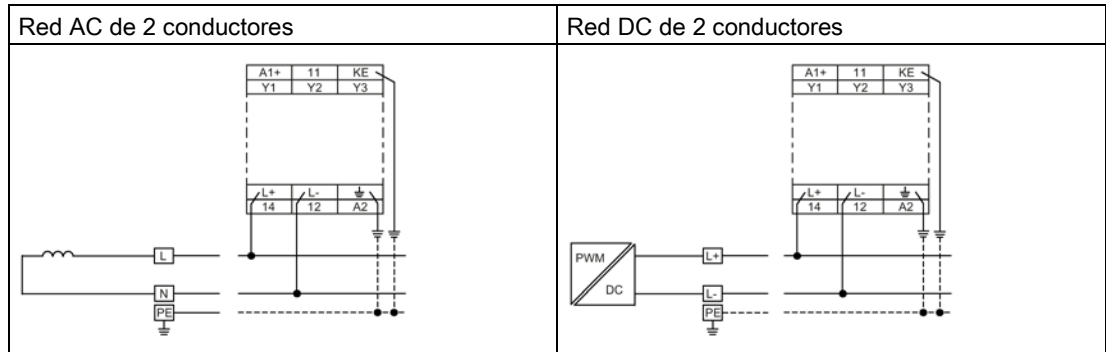 Red AC de 2 conductores
A1+ 11 KE
Y1 Y2 Y3
L+ L-
14 12 A2
L
N
PE
Red DC de 2 conductores
A1+ 11 KE
Y1 Y2 Y3
L+ L-
14 12 A2
PWM
DC
L+
L-
PE